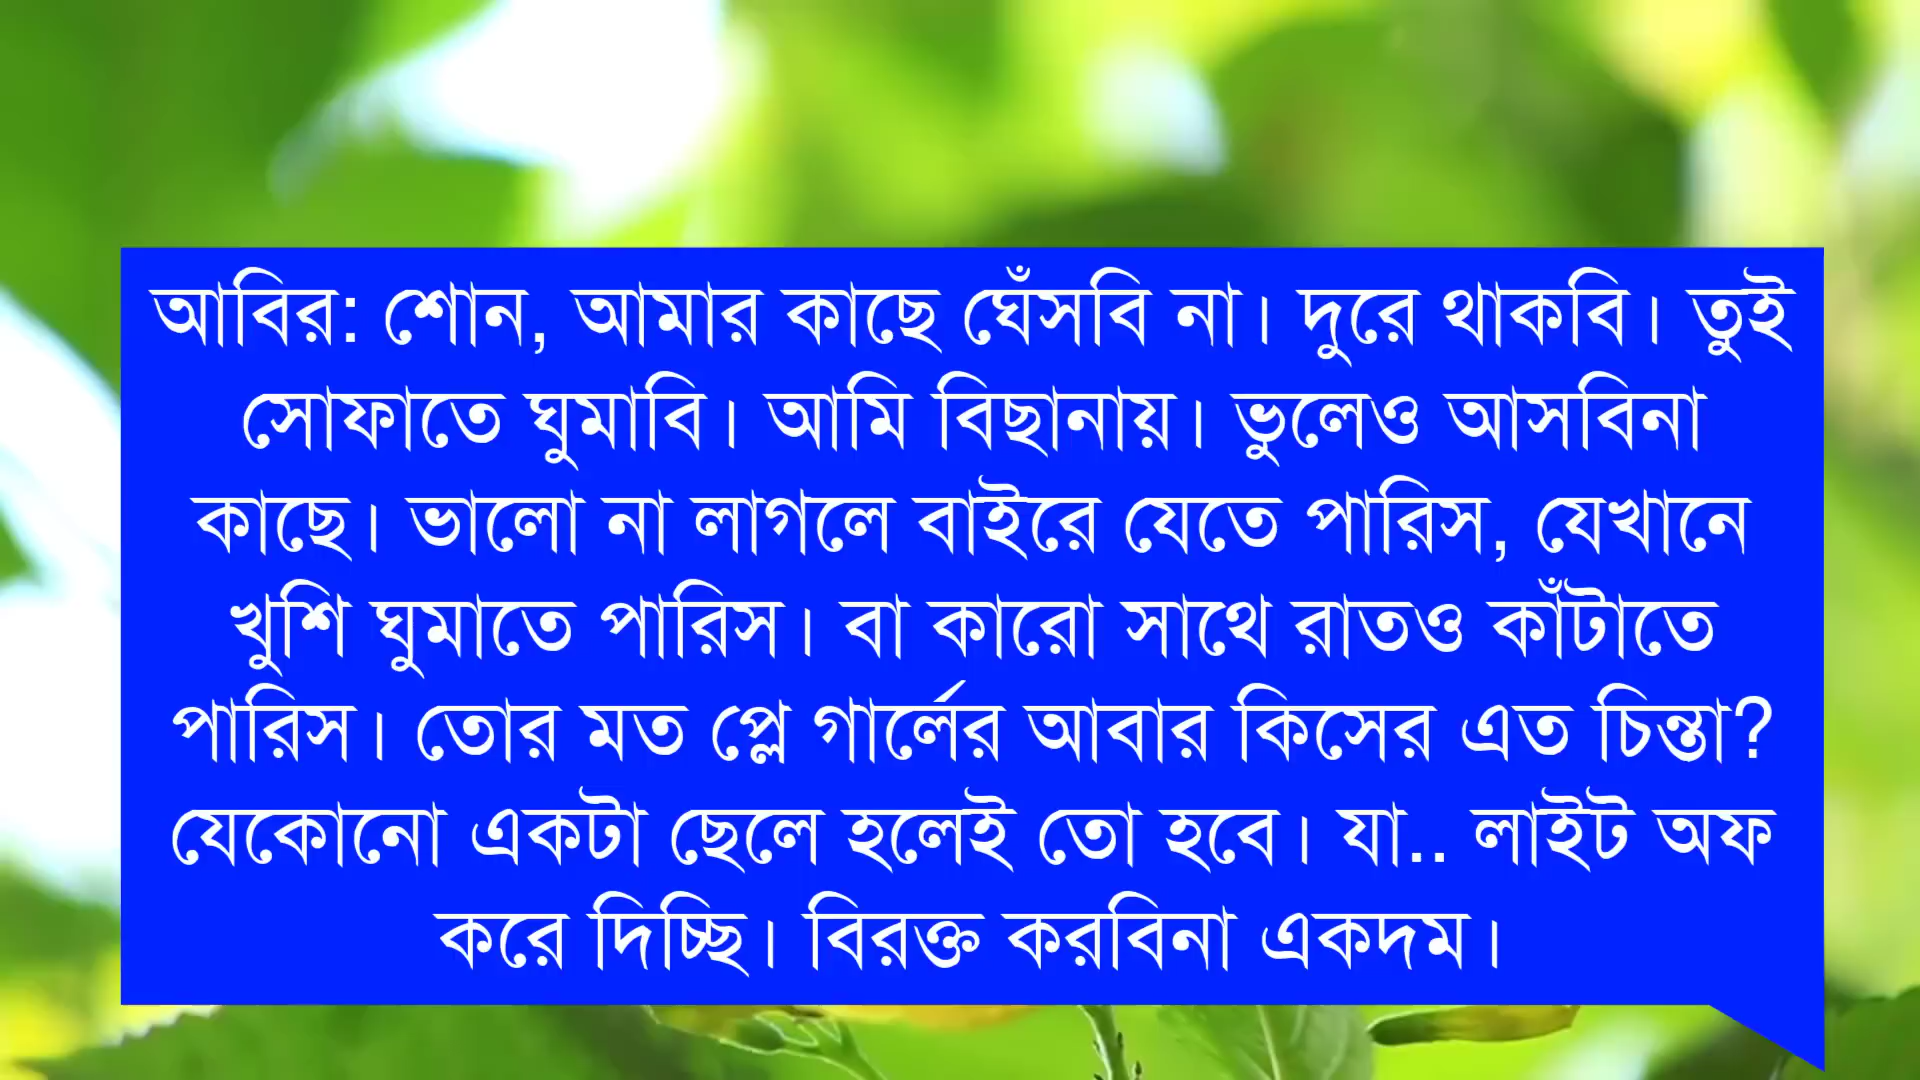 আবির: শোন, আমার কাছে ঘেঁসবি না। দুরে থাকবি। তুই
সোফাতে ঘুমাবি। আমি বিছানায়। ভুলেও আসবিনা
কাছে। ভালো না লাগলে বাইরে যেতে পারিস, যেখানে
খুশি ঘুমাতে পারিস। বা কারো সাথে রাতও কাঁটাতে
পারিস। তোর মত প্লে গার্লের আবার কিসের এত চিন্তা?
যেকোনো একটা ছেলে হলেই তো হবে। যা.. লাইট অফ
করে দিচ্ছি। বিরক্ত করবিনা একদম।